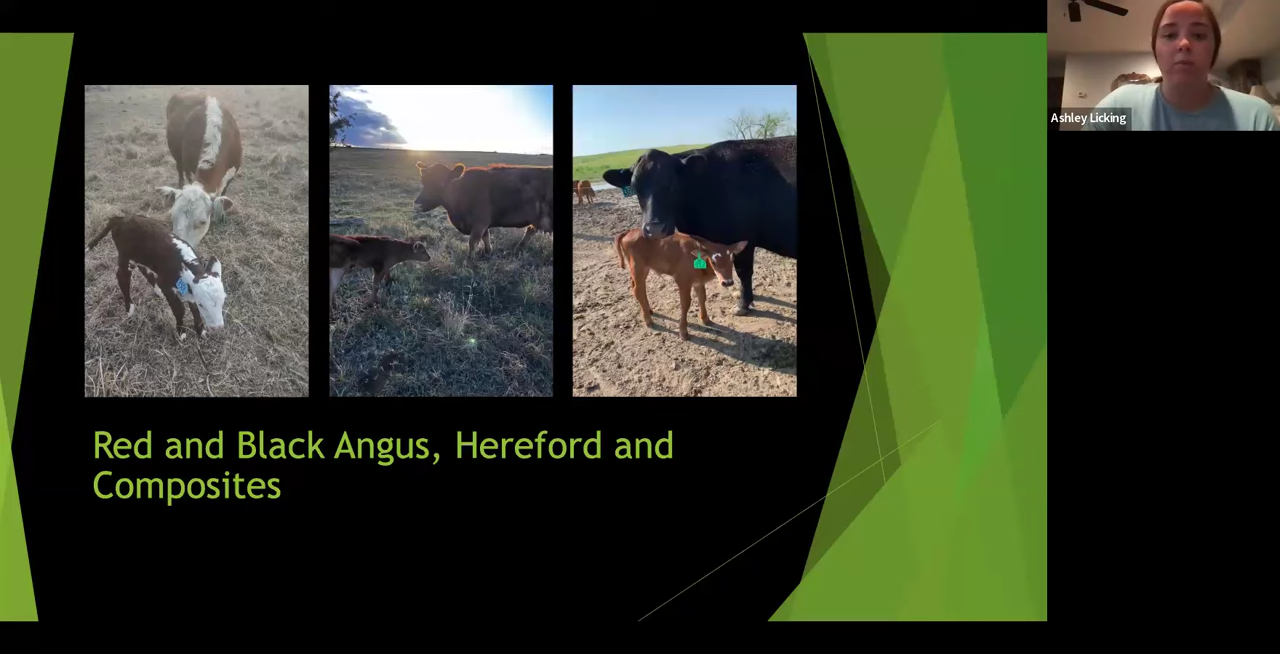 Ashley Licking
Red and Black Angus, Hereford and
Composites